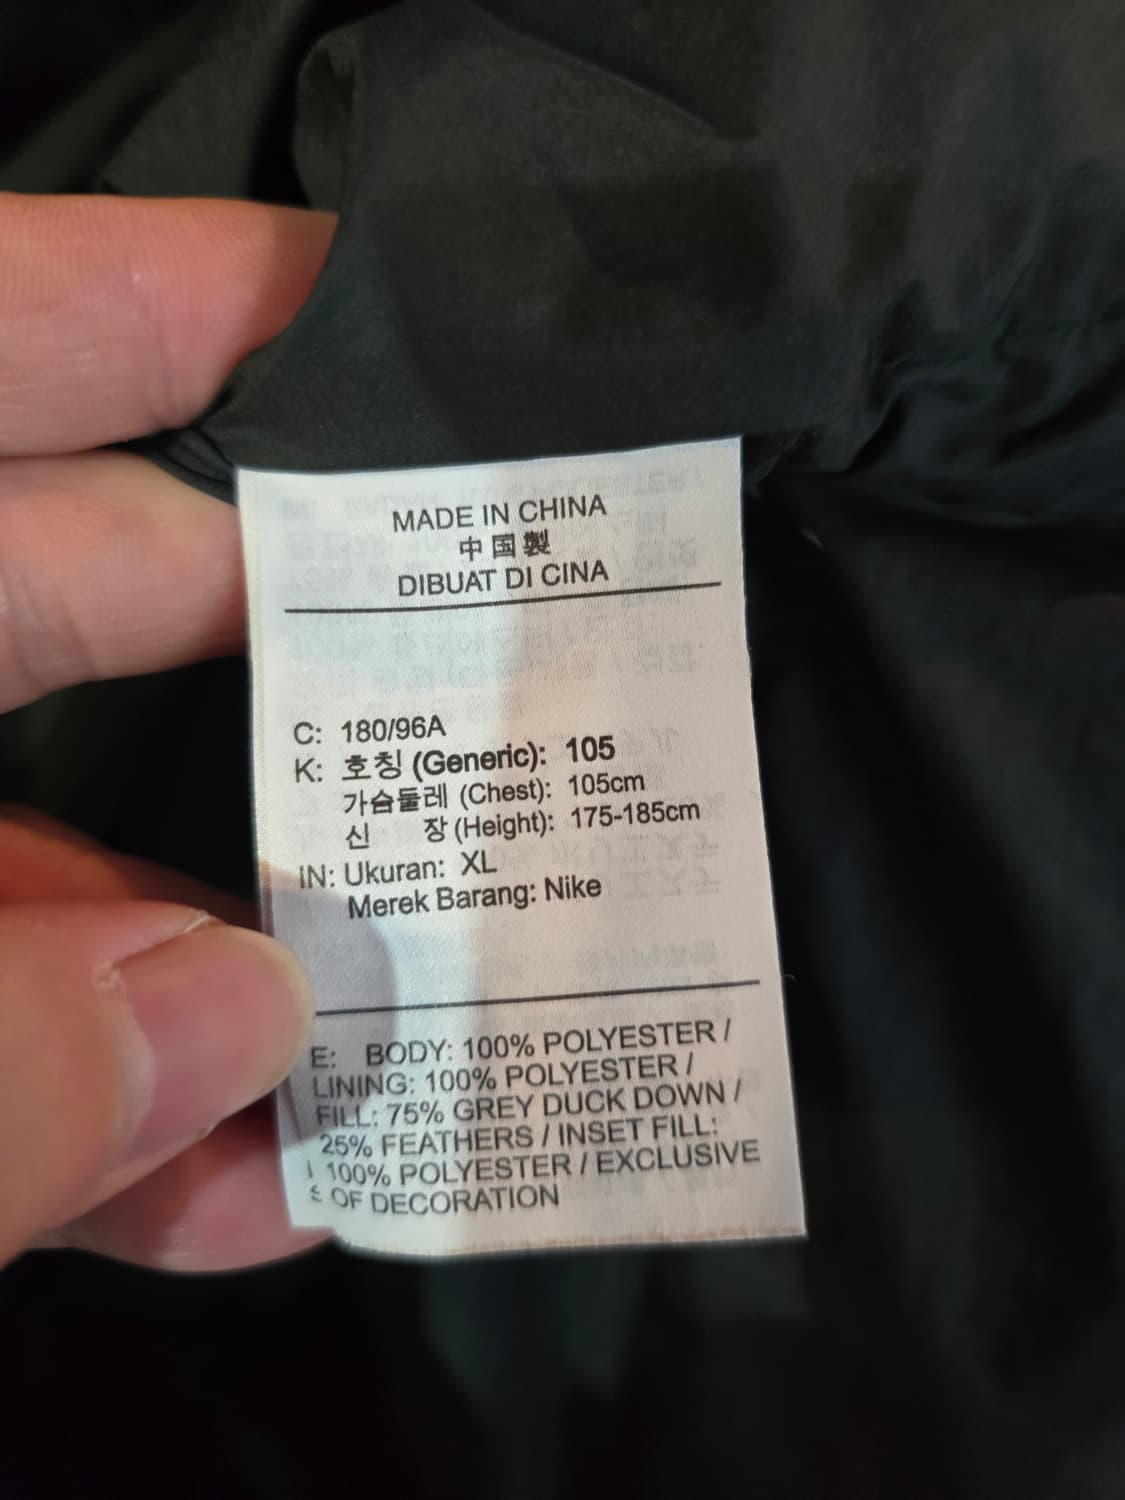 MADE IN CHINA
中国製
DIBUAT DI CINA
C: 180/96A
K: 호칭 (Generic): 105
가슴둘레 (Chest): 105cm
신 장 (Height): 175-185cm
IN: Ukuran: XL
Merek Barang: Nike
E: BODY: 100% POLYESTER /
LINING: 100% POLYESTER /
FILL: 75% GREY DUCK DOWN /
25% FEATHERS / INSET FILL:
100% POLYESTER / EXCLUSIVE
OF DECORATION